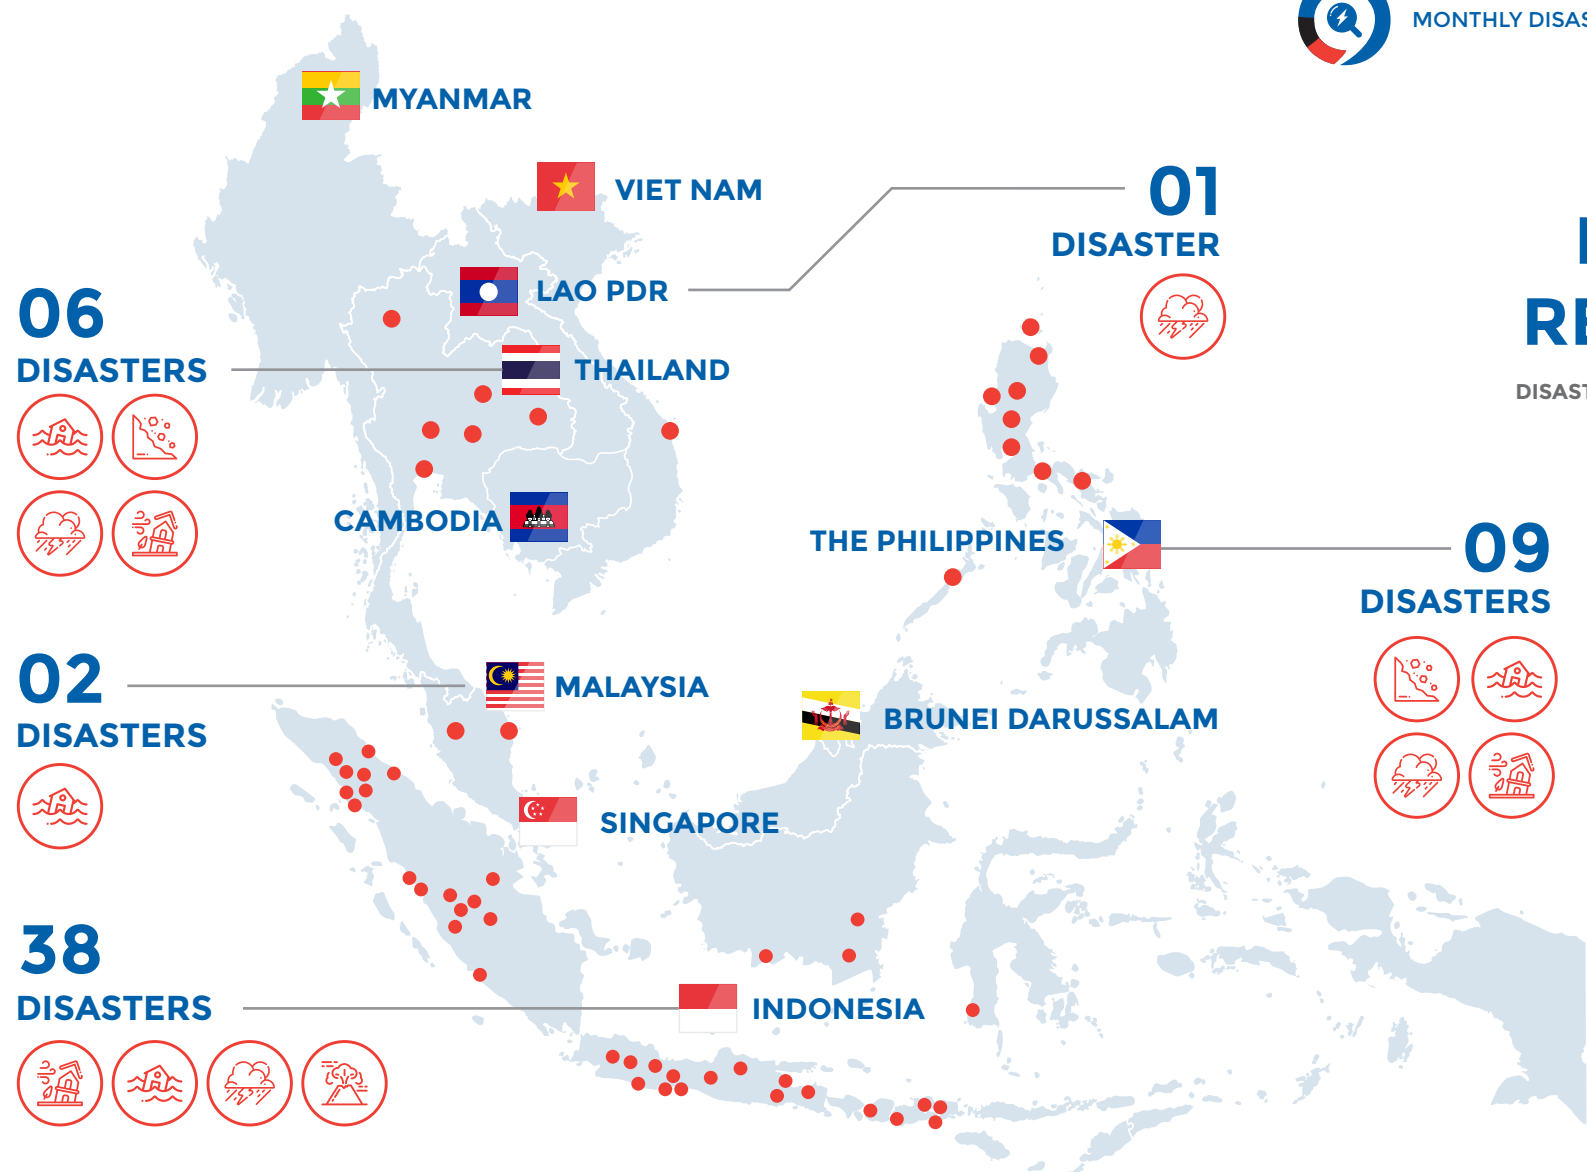 MONTHLY DISAS
MYANMAR
VIET NAM
01
DISASTER
LAO PDR
06
DISASTERS
THAILAND
RE
DISAST
CAMBODIA
THE PHILIPPINES
09
DISASTERS
02
DISASTERS
MALAYSIA
BRUNEI DARUSSALAM
SINGAPORE
38
DISASTERS
INDONESIA